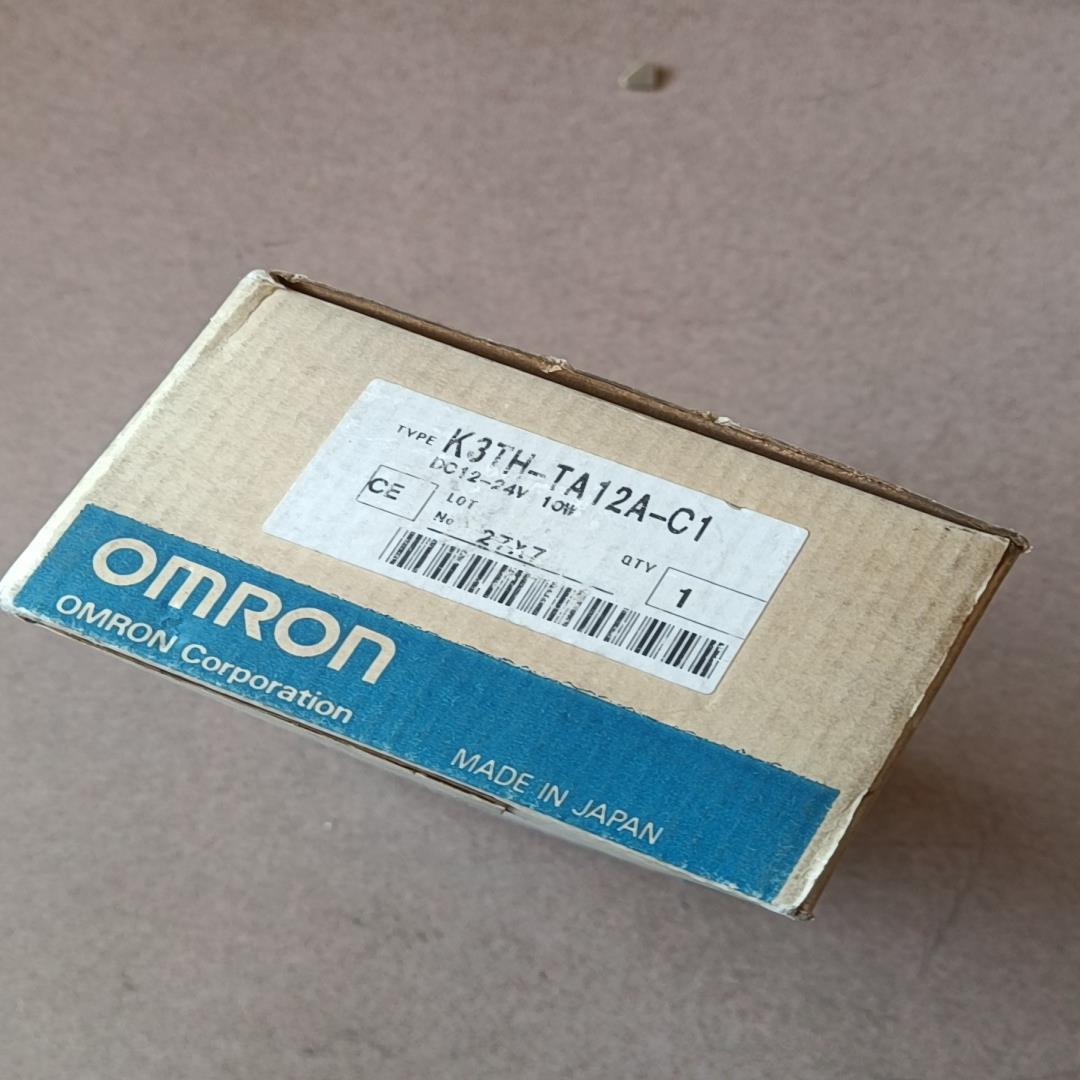 TYPE K3TH-TA12A-C1
DC12-24V 10W
CE
LOT
No 27X7
QTY 1
OMRON
OMRON Corporation
MADE IN JAPAN